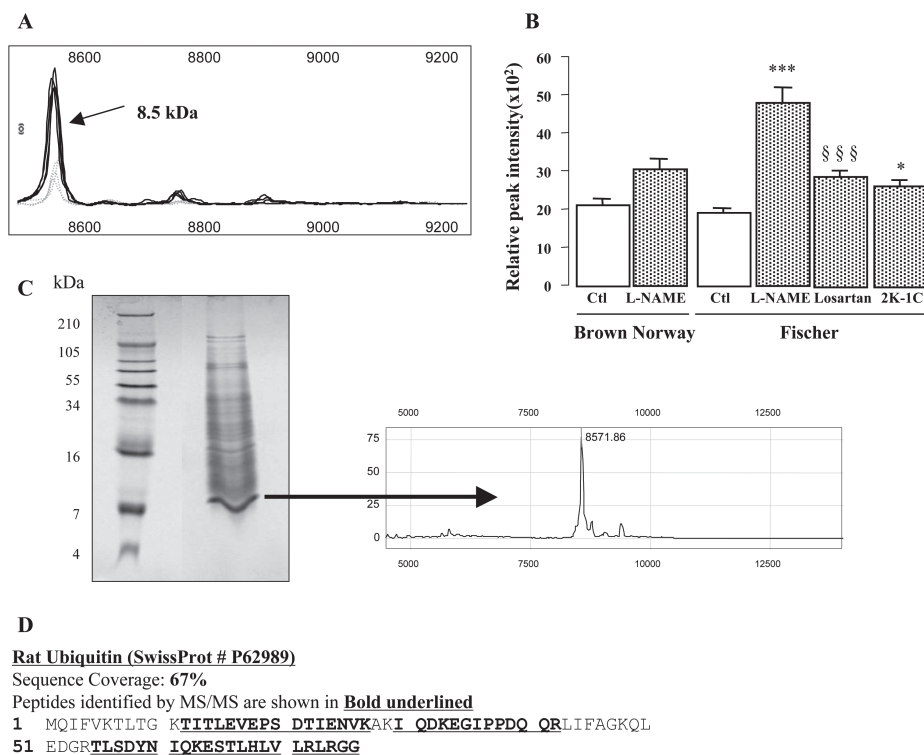 A
8600 8800 9000 9200
8.5 kDa
8600 8800 9000 9200
B
Relative peak intensity(x10²)
60
50
40
30
20
10
0
***
§ § §
*
Ctl L-NAME Ctl L-NAME Losartan 2K-1C
Brown Norway Fischer
C
kDa
210
105
55
34
16
7
4
5000 7500 10000 12500
75
50
25
0
8571.86
5000 7500 10000 12500
D
Rat Ubiquitin (SwissProt # P62989)
Sequence Coverage: 67%
Peptides identified by MS/MS are shown in Bold underlined
1 MQIFVKTLTG KTITLEVEPS DTIENVKAKI QDKEGIPPDQ QRLIFAGKQL
51 EDGRTLSDYN IQKESTLHLV LRLRGG